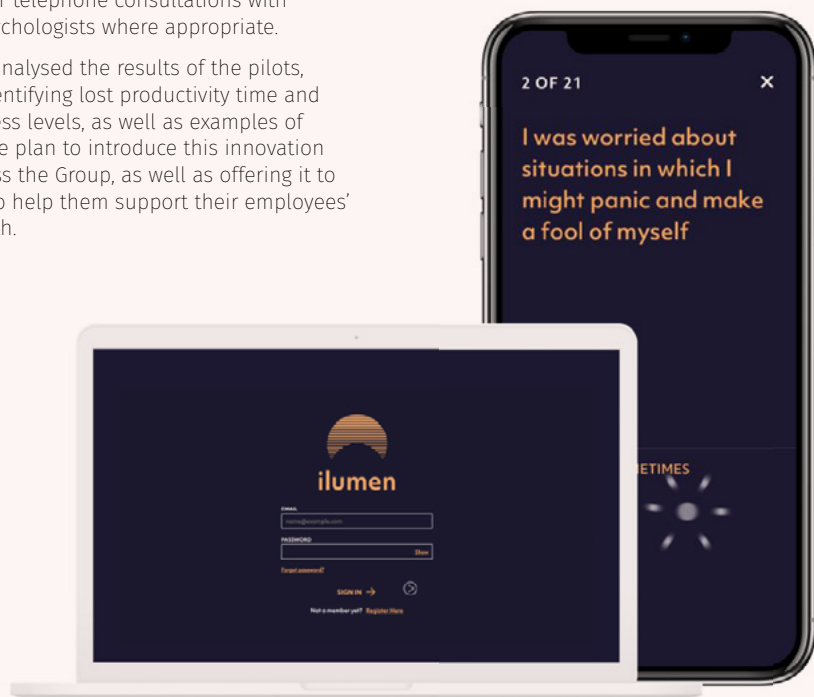 r telephone consultations with
chologists where appropriate.
nalysed the results of the pilots,
entifying lost productivity time and
ess levels, as well as examples of
e plan to introduce this innovation
ss the Group, as well as offering it to
o help them support their employees’
h.
2 OF 21
I was worried about
situations in which I
might panic and make
a fool of myself
ETIMES
ilumen
EMAIL
name@example.com
PASSWORD
Show
Forgot password?
SIGN IN
Not a member yet? Register Here